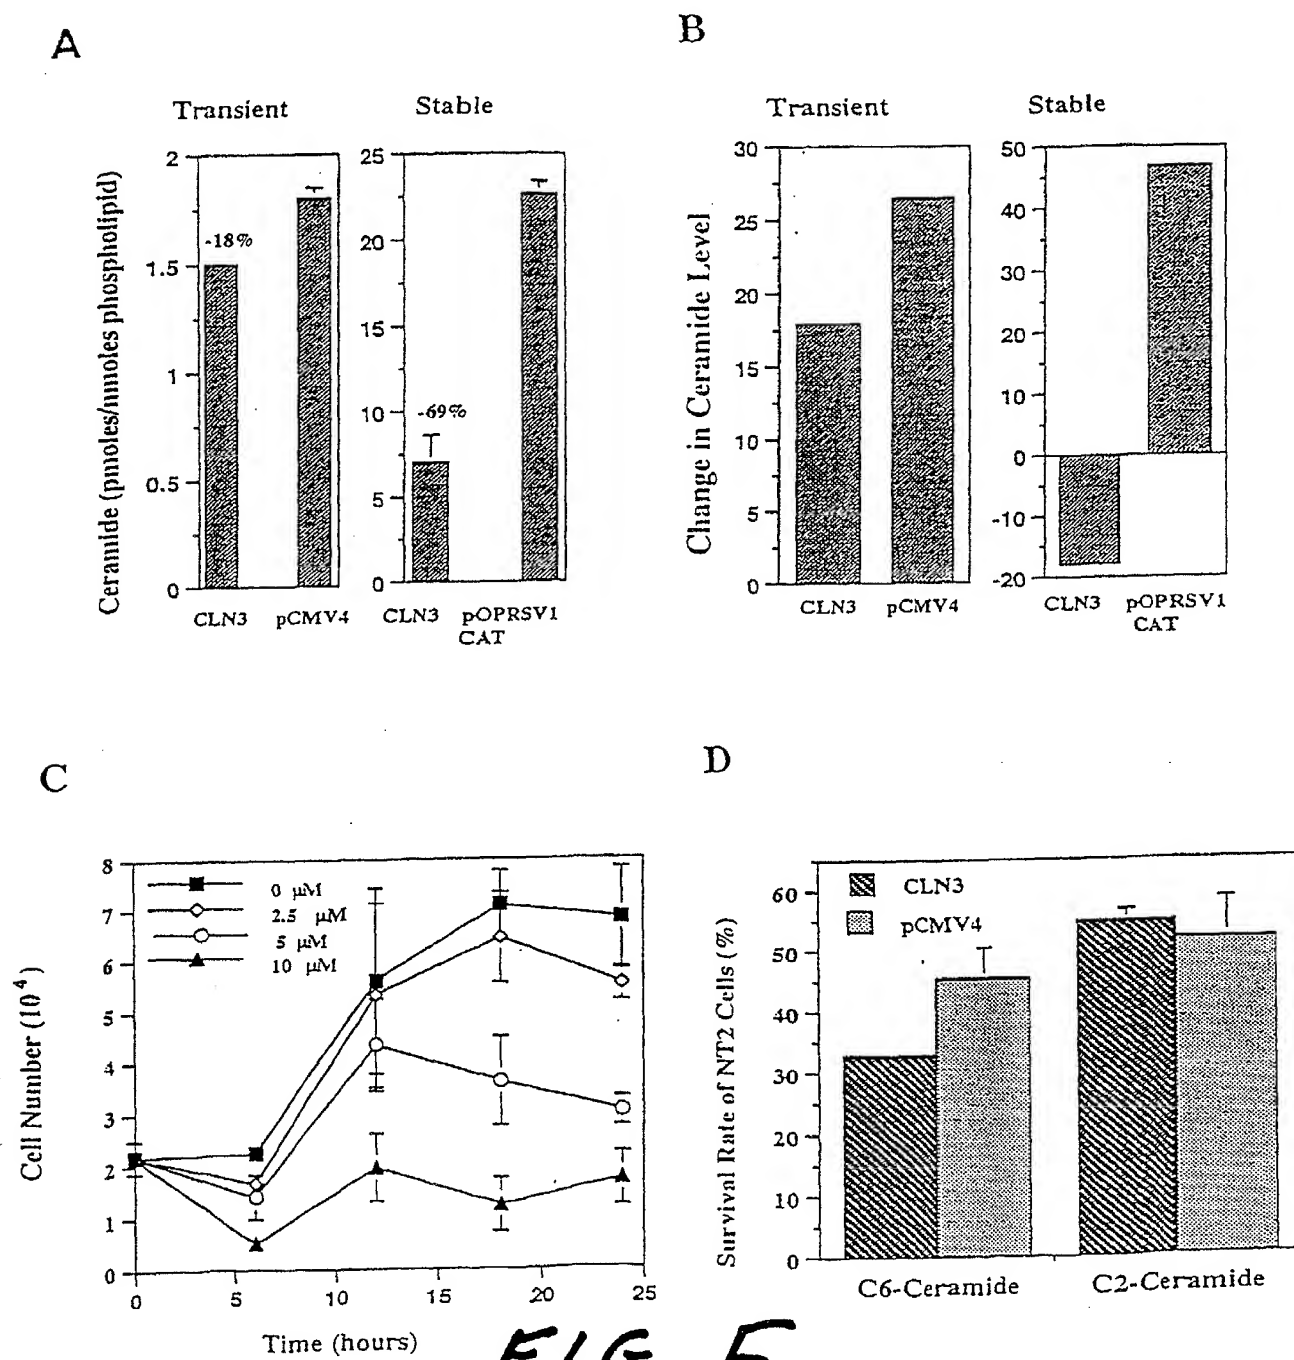 A
Transient
Stable
Ceramide (pmoles/nmoles phospholipid)
2
1.5
1
0.5
0
-18%
CLN3
pCMV4
25
20
15
10
5
0
-69%
CLN3
pOPRSV1
CAT
B
Transient
Stable
Change in Ceramide Level
30
25
20
15
10
5
0
CLN3
pCMV4
50
40
30
20
10
0
-10
-20
CLN3
pOPRSV1
CAT
C
Cell Number (10⁴)
8
7
6
5
4
3
2
1
0
0 µM
2.5 µM
5 µM
10 µM
0
5
10
15
20
25
Time (hours)
D
Survival Rate of NT2 Cells (%)
60
50
40
30
20
10
0
CLN3
pCMV4
C6-Ceramide
C2-Ceramide
FIG. 5